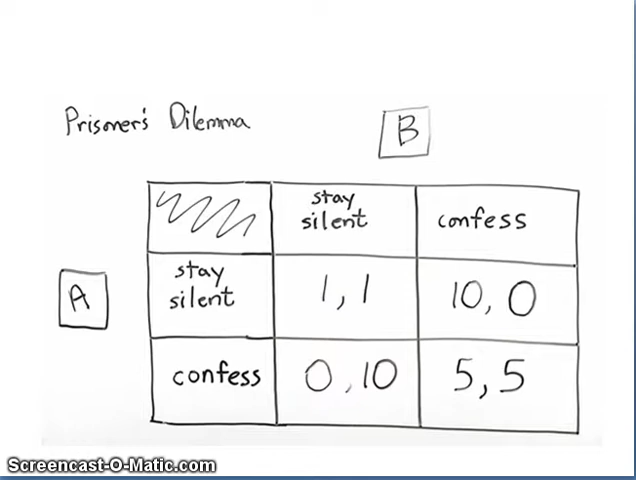 Prisoner's Dilemma
B
stay silent
confess
A
stay silent
1, 1
10, 0
confess
0, 10
5, 5
Screencast-O-Matic.com